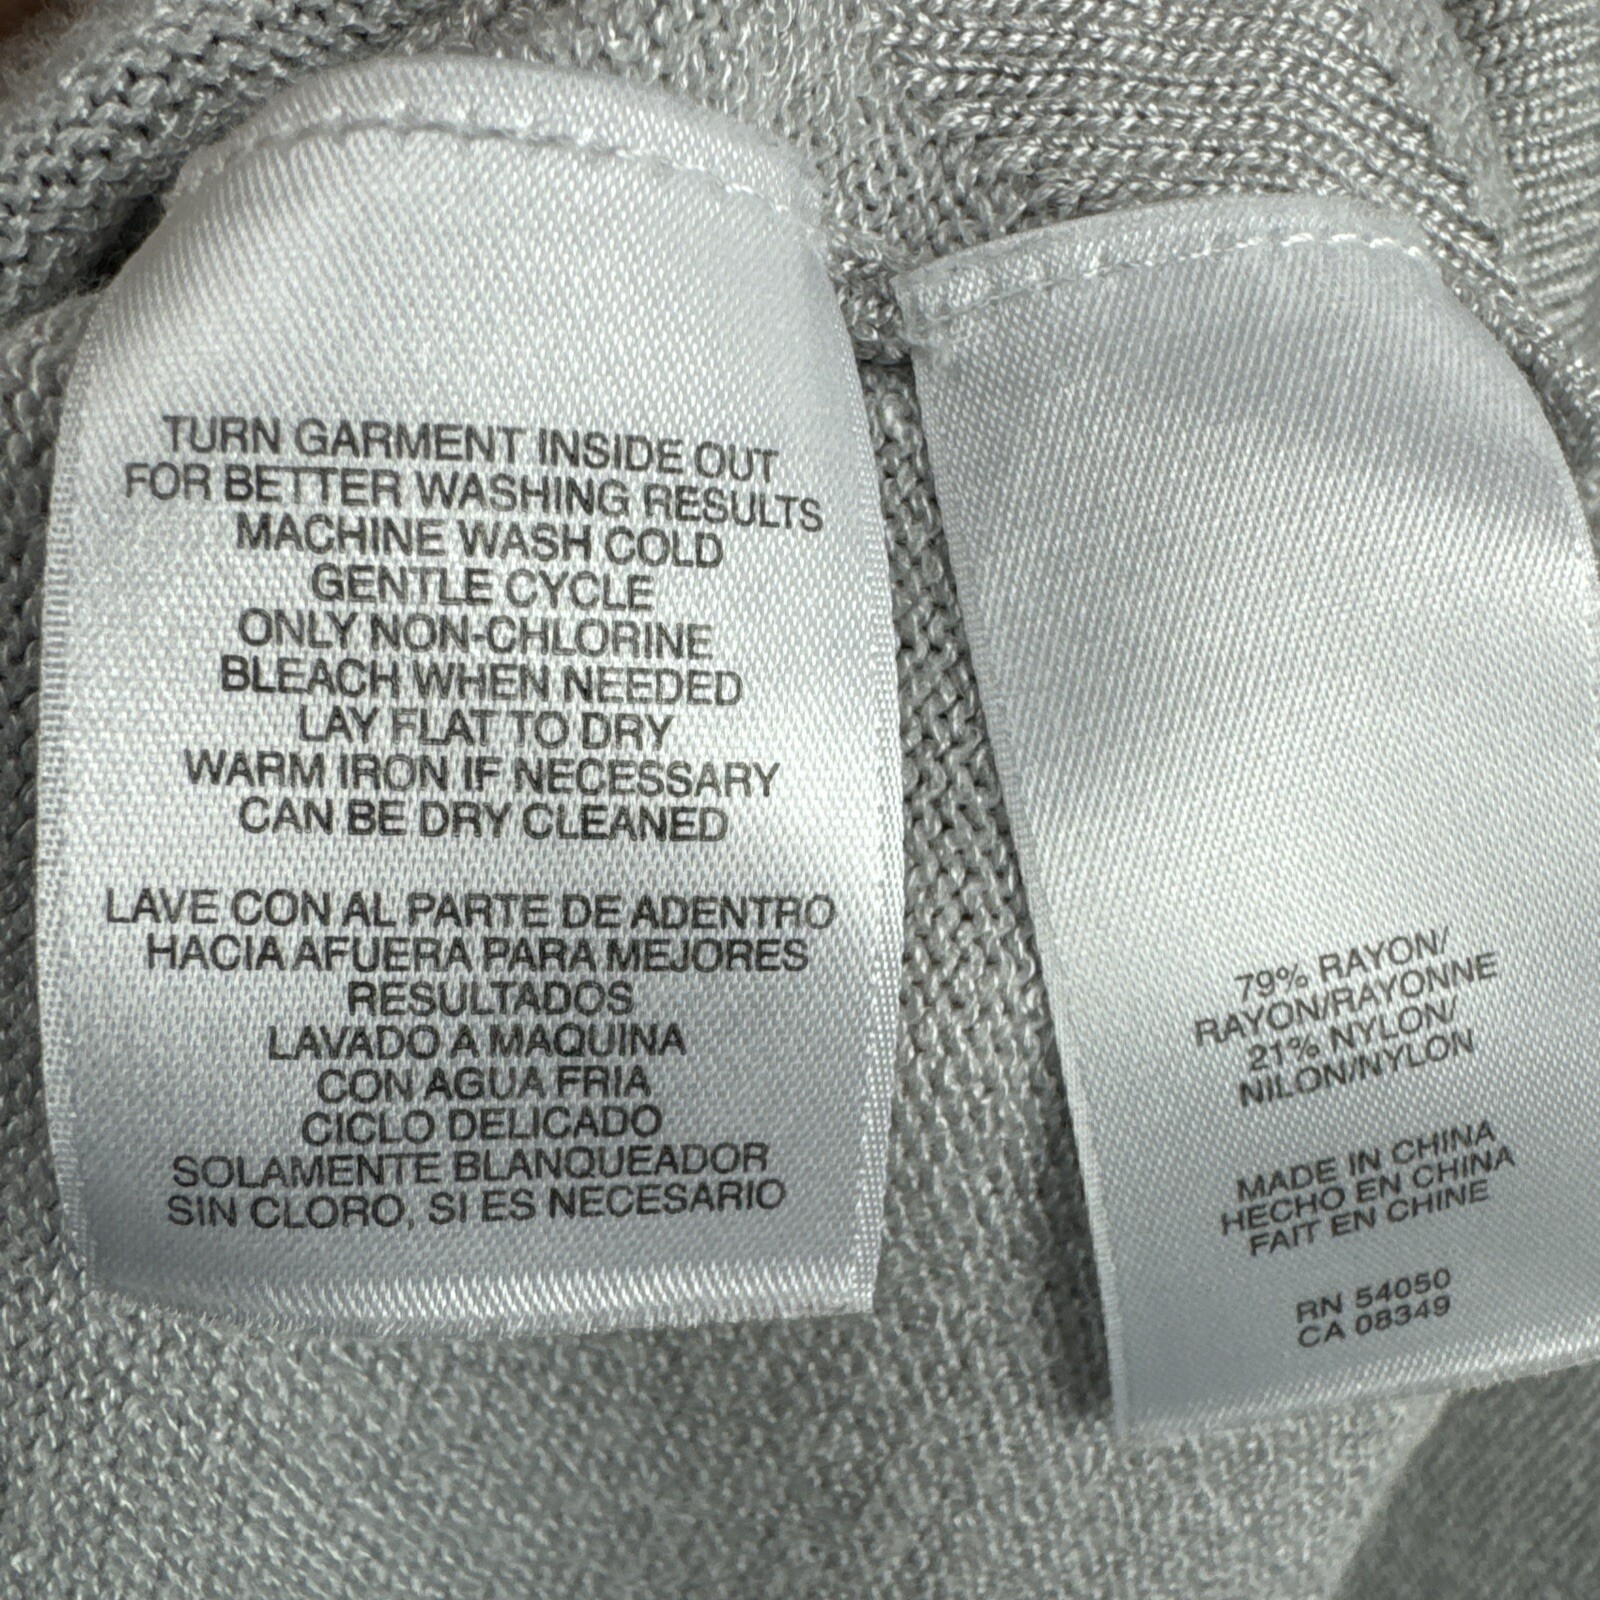 TURN GARMENT INSIDE OUT
FOR BETTER WASHING RESULTS
MACHINE WASH COLD
GENTLE CYCLE
ONLY NON-CHLORINE
BLEACH WHEN NEEDED
LAY FLAT TO DRY
WARM IRON IF NECESSARY
CAN BE DRY CLEANED
LAVE CON AL PARTE DE ADENTRO
HACIA AFUERA PARA MEJORES
RESULTADOS
LAVADO A MAQUINA
CON AGUA FRIA
CICLO DELICADO
SOLAMENTE BLANQUEADOR
SIN CLORO, SI ES NECESARIO
79% RAYON/
RAYON/RAYONNE
21% NYLON/
NILON/NYLON
MADE IN CHINA
HECHO EN CHINA
FAIT EN CHINE
RN 54050
CA 08349